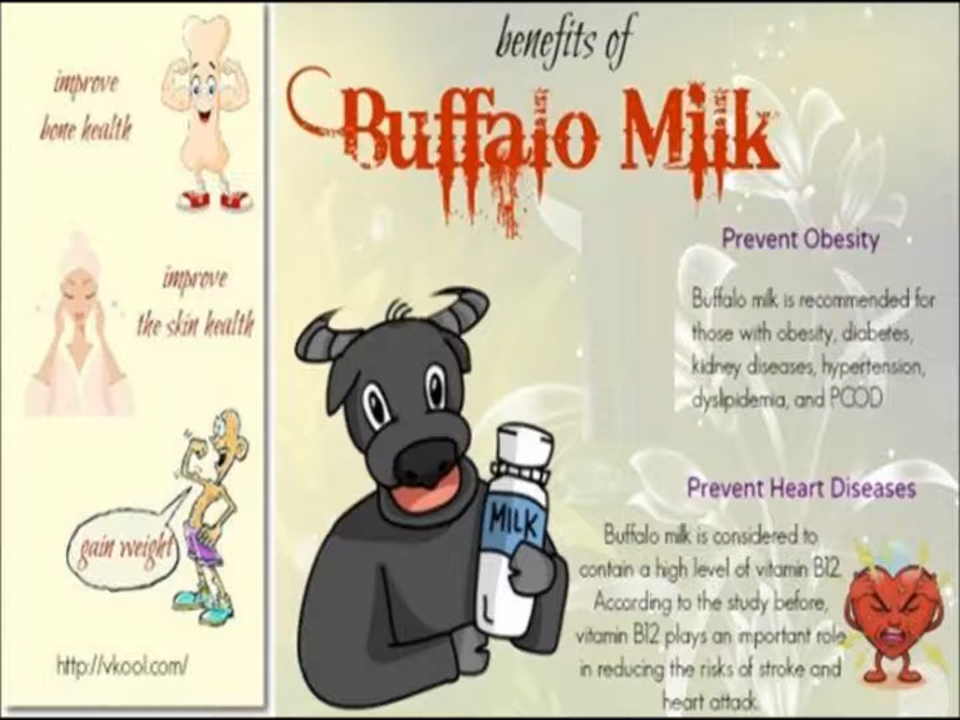 benefits of
Buffalo Milk
improve
bone health
improve
the skin health
gain weight
http://vkool.com/
MILK
Prevent Obesity
Buffalo milk is recommended for
those with obesity, diabetes,
kidney diseases, hypertension,
dyslipidemia, and PCOD
Prevent Heart Diseases
Buffalo milk is considered to
contain a high level of vitamin B12.
According to the study before,
vitamin B12 plays an important role
in reducing the risks of stroke and
heart attack.